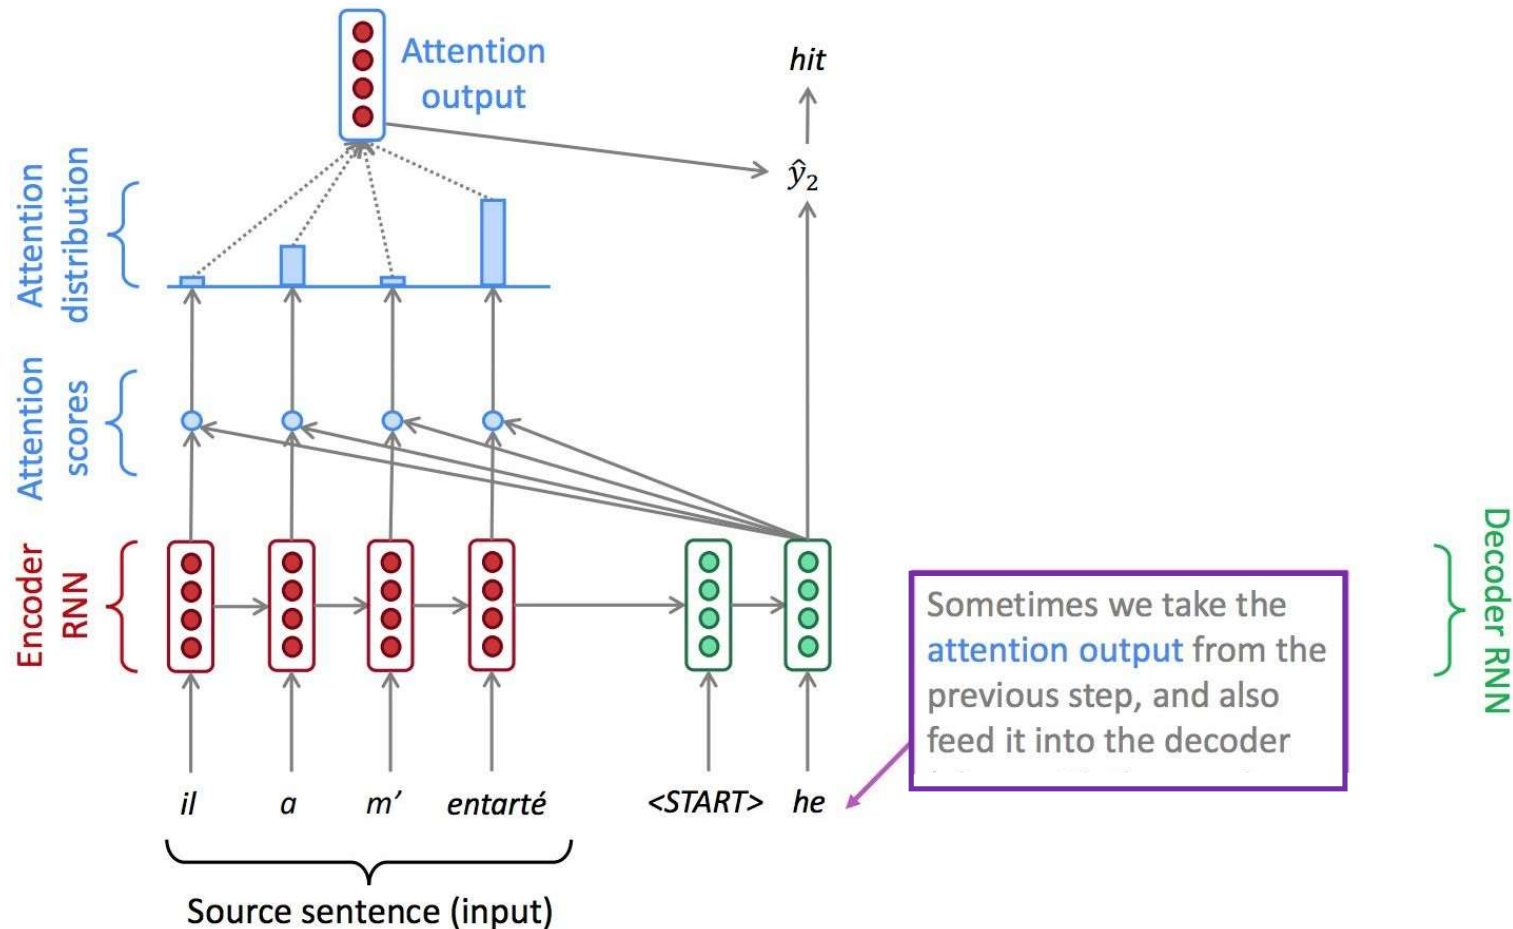 Attention
output
hit
ŷ₂
Attention
distribution
Attention
scores
Encoder
RNN
Decoder RNN
Sometimes we take the
attention output from the
previous step, and also
feed it into the decoder
il a m’ entarté <START> he
Source sentence (input)